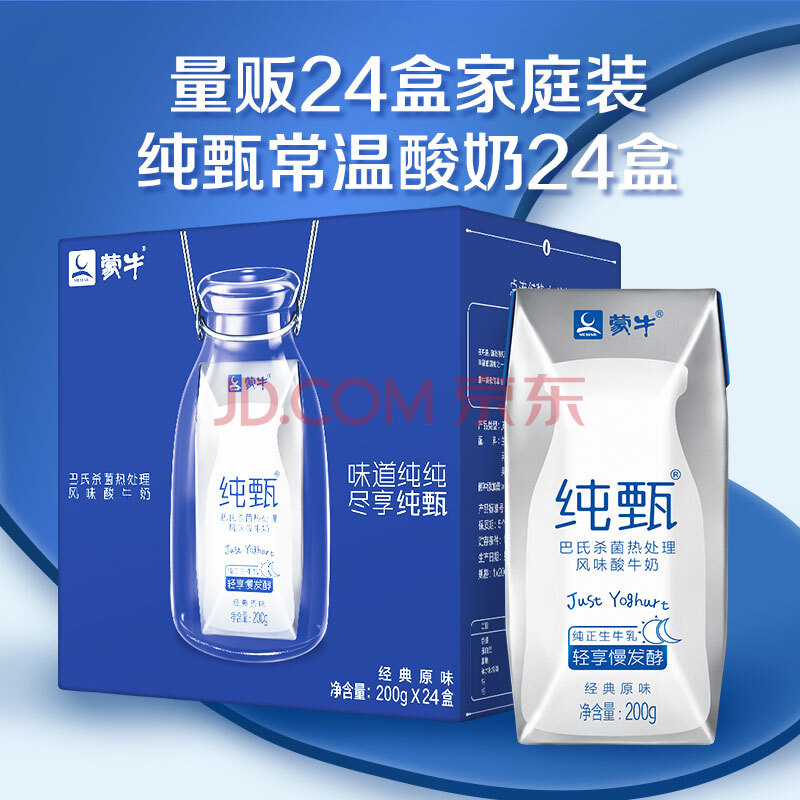 量贩24盒家庭装
纯甄常温酸奶24盒
蒙牛®
纯甄®
巴氏杀菌热处理
风味酸牛奶
Just Yoghurt
纯正生牛乳
轻享慢发酵
经典原味
净含量:200g
巴氏杀菌热处理
风味酸牛奶
味道纯纯
尽享纯甄
经典原味
净含量:200g X 24盒
JD.COM 京东
蒙牛®
纯甄®
巴氏杀菌热处理
风味酸牛奶
Just Yoghurt
纯正生牛乳
轻享慢发酵
经典原味
净含量:200g